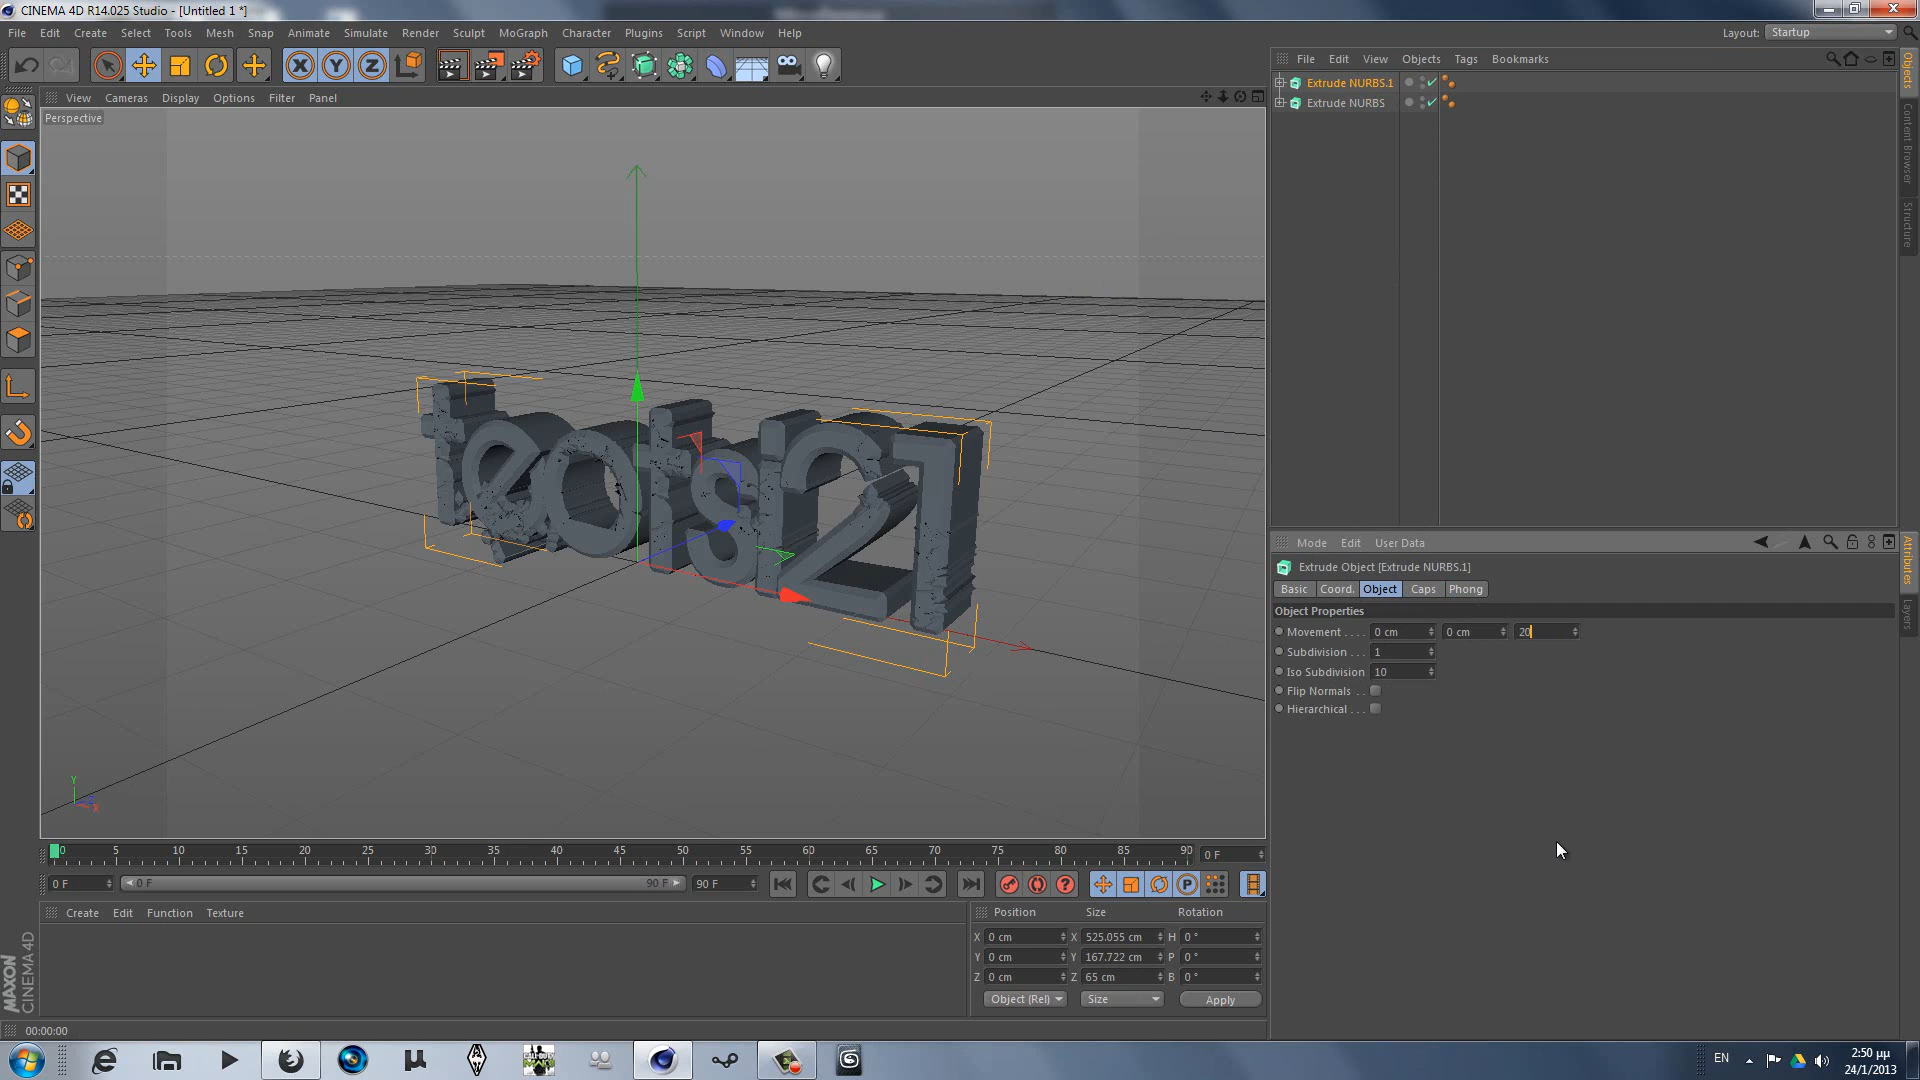 CINEMA 4D R14.025 Studio - [Untitled 1 *]
File Edit Create Select Tools Mesh Snap Animate Simulate Render Sculpt MoGraph Character Plugins Script Window Help
Layout: Startup
File Edit View Objects Tags Bookmarks
Extrude NURBS.1
Extrude NURBS
Objects
Content Browser
Structure
View Cameras Display Options Filter Panel
Perspective
Mode Edit User Data
Extrude Object [Extrude NURBS.1]
Basic Coord. Object Caps Phong
Object Properties
Movement . . . . 0 cm 0 cm 20
Subdivision . . . 1
Iso Subdivision 10
Flip Normals . .
Hierarchical . . .
Attributes
Layers
Y
X
0 5 10 15 20 25 30 35 40 45 50 55 60 65 70 75 80 85 90
0 F
0 F 0 F 90 F 90 F
Create Edit Function Texture
Position Size Rotation
X 0 cm X 525.055 cm H 0 °
Y 0 cm Y 167.722 cm P 0 °
Z 0 cm Z 65 cm B 0 °
Object (Rel) Size Apply
MAXON
CINEMA 4D
00:00:00
EN
2:50 μμ
24/1/2013